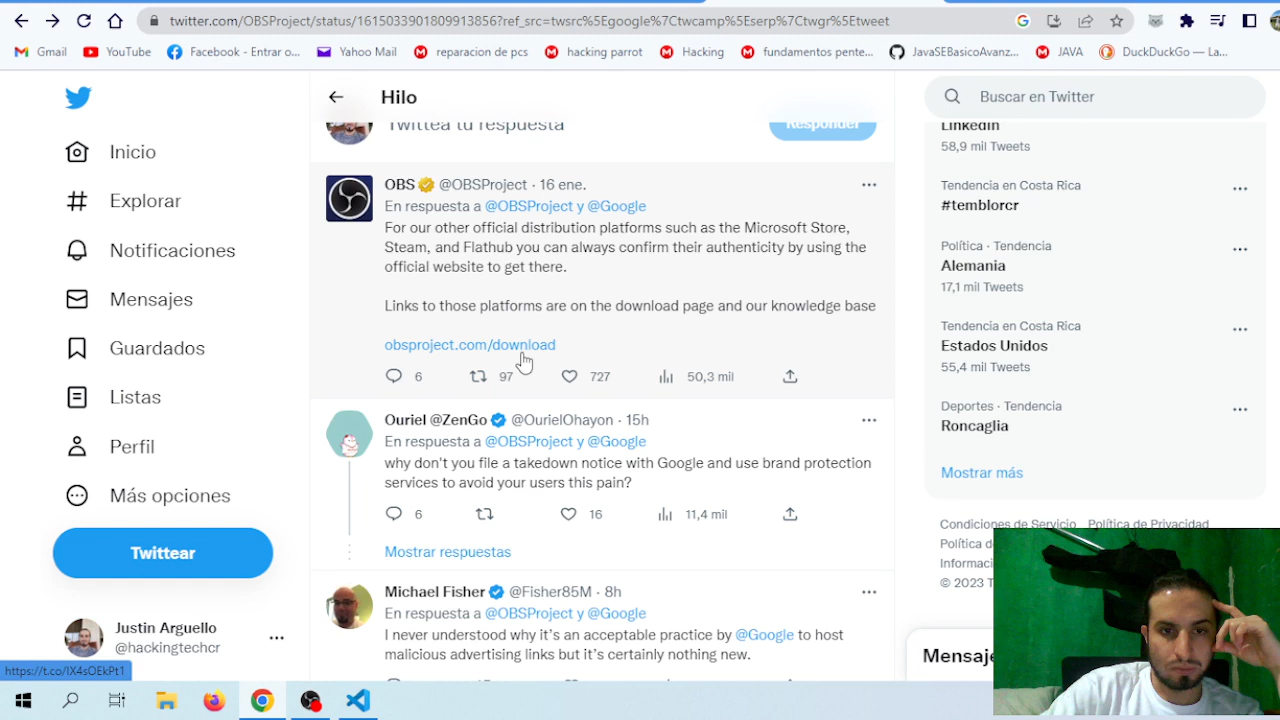 twitter.com/OBSProject/status/1615033901809913856?ref_src=twsrc%5Egoogle%7Ctwcamp%5Eserp%7Ctwgr%5Etweet
Gmail
YouTube
Facebook - Entrar o...
Yahoo Mail
reparacion de pcs
hacking parrot
Hacking
fundamentos pente...
JavaSEBasicoAvanz...
JAVA
DuckDuckGo — La...
Inicio
Explorar
Notificaciones
Mensajes
Guardados
Listas
Perfil
Más opciones
Twittear
Justin Arguello
@hackingtechcr
https://t.co/IX4sOEkPt1
Hilo
Twittea tu respuesta
Responder
OBS @OBSProject · 16 ene.
En respuesta a @OBSProject y @Google
For our other official distribution platforms such as the Microsoft Store,
Steam, and Flathub you can always confirm their authenticity by using the
official website to get there.
Links to those platforms are on the download page and our knowledge base
obsproject.com/download
6 97 727 50,3 mil
Ouriel @ZenGo @OurielOhayon · 15h
En respuesta a @OBSProject y @Google
why don't you file a takedown notice with Google and use brand protection
services to avoid your users this pain?
6 16 11,4 mil
Mostrar respuestas
Michael Fisher @Fisher85M · 8h
En respuesta a @OBSProject y @Google
I never understood why it's an acceptable practice by @Google to host
malicious advertising links but it's certainly nothing new.
Buscar en Twitter
LinkedIn
58,9 mil Tweets
Tendencia en Costa Rica
#temblorcr
Política · Tendencia
Alemania
17,1 mil Tweets
Tendencia en Costa Rica
Estados Unidos
55,4 mil Tweets
Deportes · Tendencia
Roncaglia
Mostrar más
Condiciones de Servicio Política de Privacidad
Política d
Informaci
© 2023 T
Mensaje